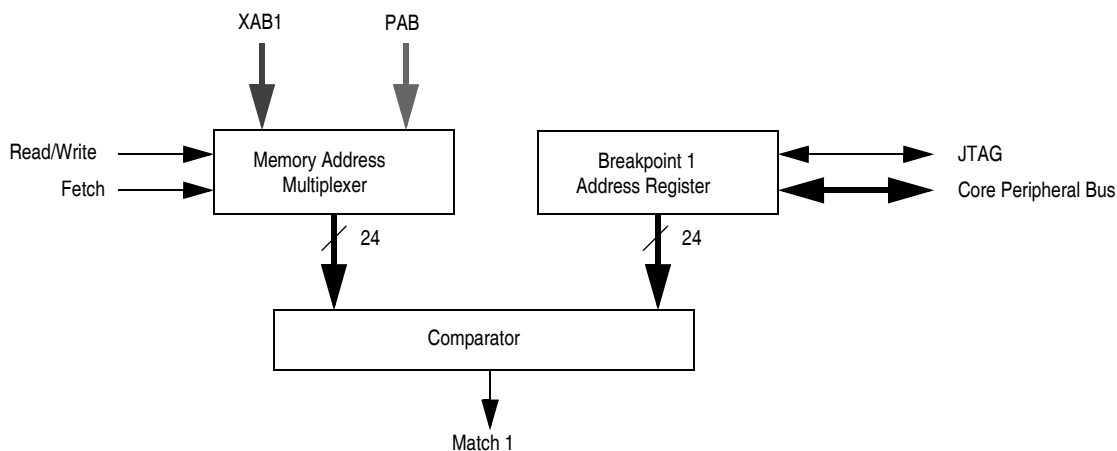 XAB1
PAB
Read/Write
Fetch
Memory Address
Multiplexer
Breakpoint 1
Address Register
JTAG
Core Peripheral Bus
24
24
Comparator
Match 1